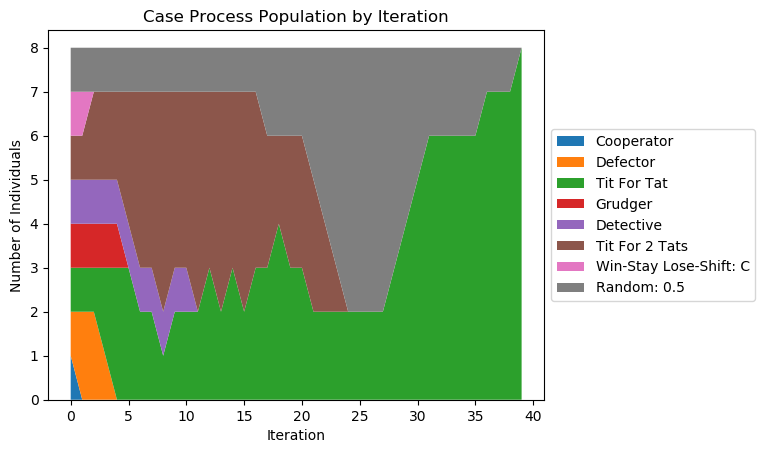 Case Process Population by Iteration
Number of Individuals
8
7
6
5
4
3
2
1
0
0 5 10 15 20 25 30 35 40
Iteration
Cooperator
Defector
Tit For Tat
Grudger
Detective
Tit For 2 Tats
Win-Stay Lose-Shift: C
Random: 0.5